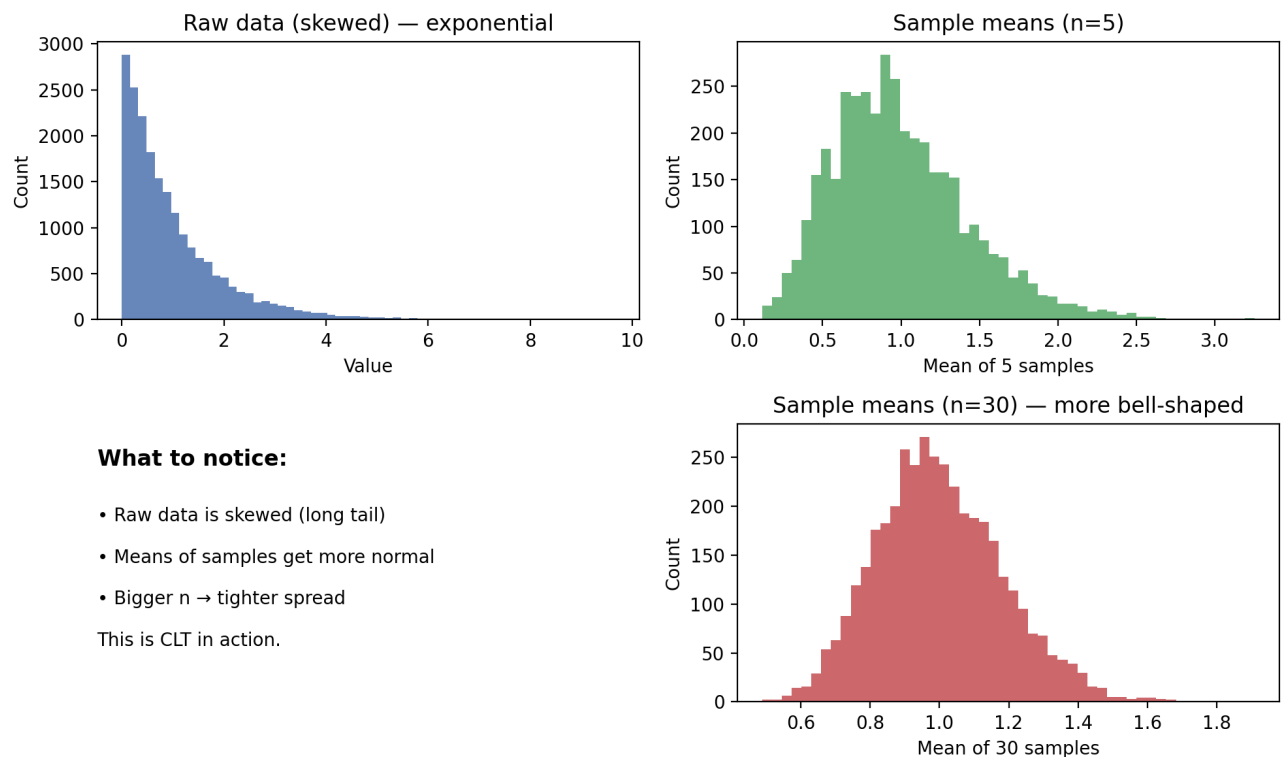 Raw data (skewed) — exponential
Count
3000
2500
2000
1500
1000
500
0
0 2 4 6 8 10
Value
Sample means (n=5)
Count
250
200
150
100
50
0
0.0 0.5 1.0 1.5 2.0 2.5 3.0
Mean of 5 samples
What to notice:
• Raw data is skewed (long tail)
• Means of samples get more normal
• Bigger n → tighter spread
This is CLT in action.
Sample means (n=30) — more bell-shaped
Count
250
200
150
100
50
0
0.6 0.8 1.0 1.2 1.4 1.6 1.8
Mean of 30 samples